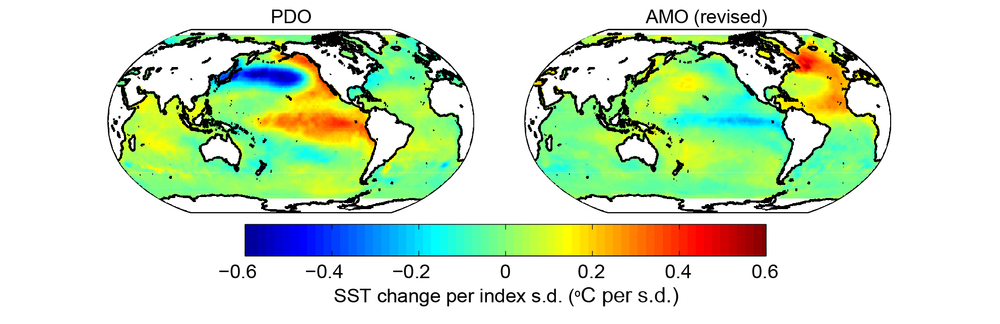 PDO AMO (revised)
−0.6 −0.4 −0.2 0 0.2 0.4 0.6
SST change per index s.d. (ºC per s.d.)